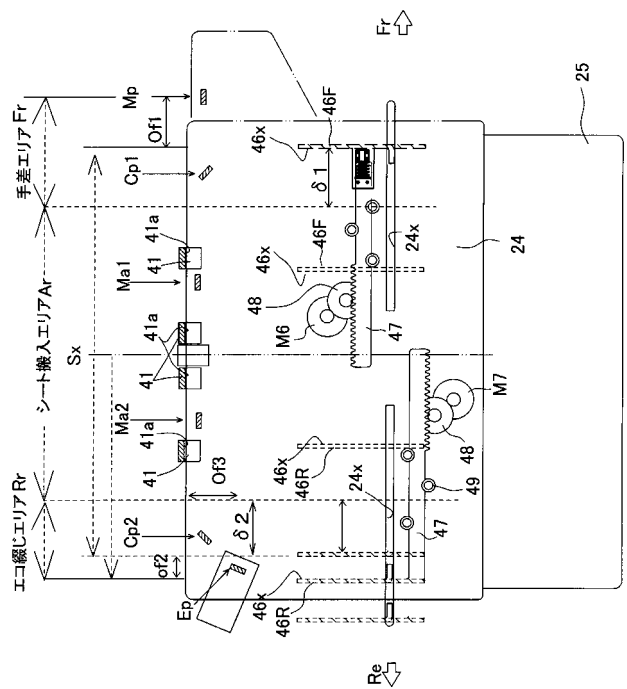 手差エリア Fr
シート搬入エリアAr
エコ綴じエリアRr
Sx
Of1
of2
Mp
Cp1
Ma1
Ma2
Cp2
Ep
41a
41
41a
41
41a
41
Of3
δ1
δ2
46x
46F
46F
46x
48
M6
47
24x
46x
46R
24x
46x
46R
47
49
48
M7
24
25
Fr
Re